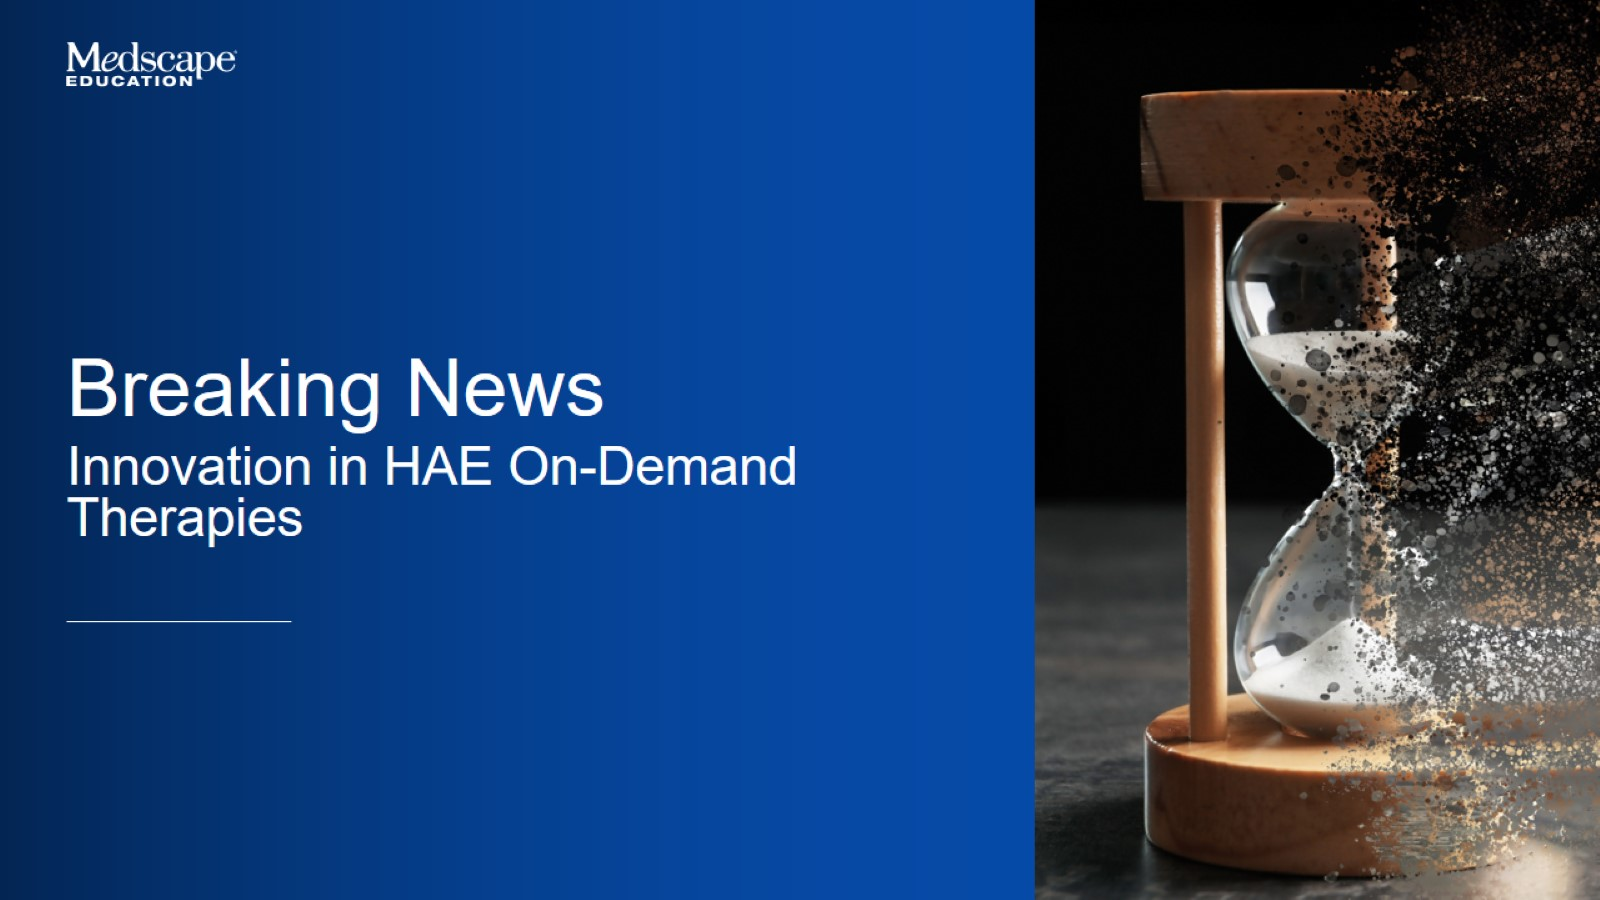 Medscape
EDUCATION
Breaking News
Innovation in HAE On-Demand
Therapies